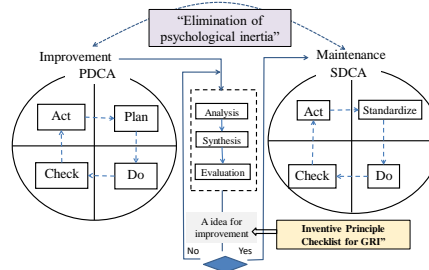 “Elimination of
psychological inertia”
Improvement
PDCA
Maintenance
SDCA
Act
Plan
Check
Do
Analysis
Synthesis
Evaluation
Act
Standardize
Check
Do
A idea for
improvement
Inventive Principle
Checklist for GRI”
No
Yes